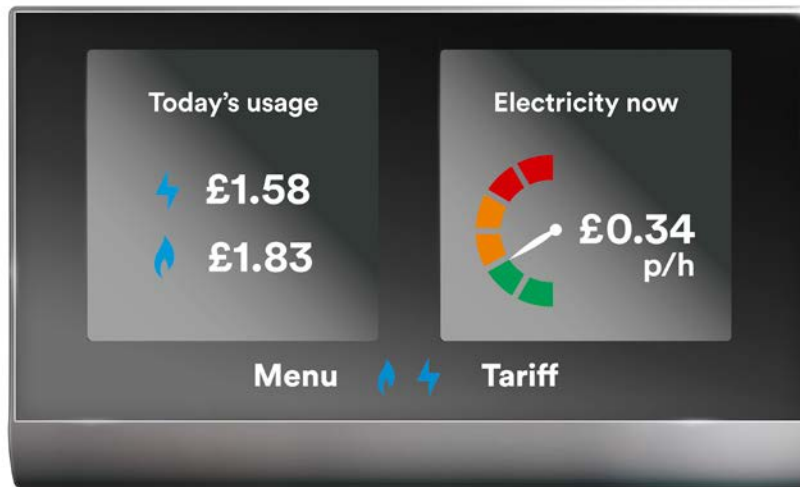 Today's usage
£1.58
£1.83
Electricity now
£0.34
p/h
Menu
Tariff